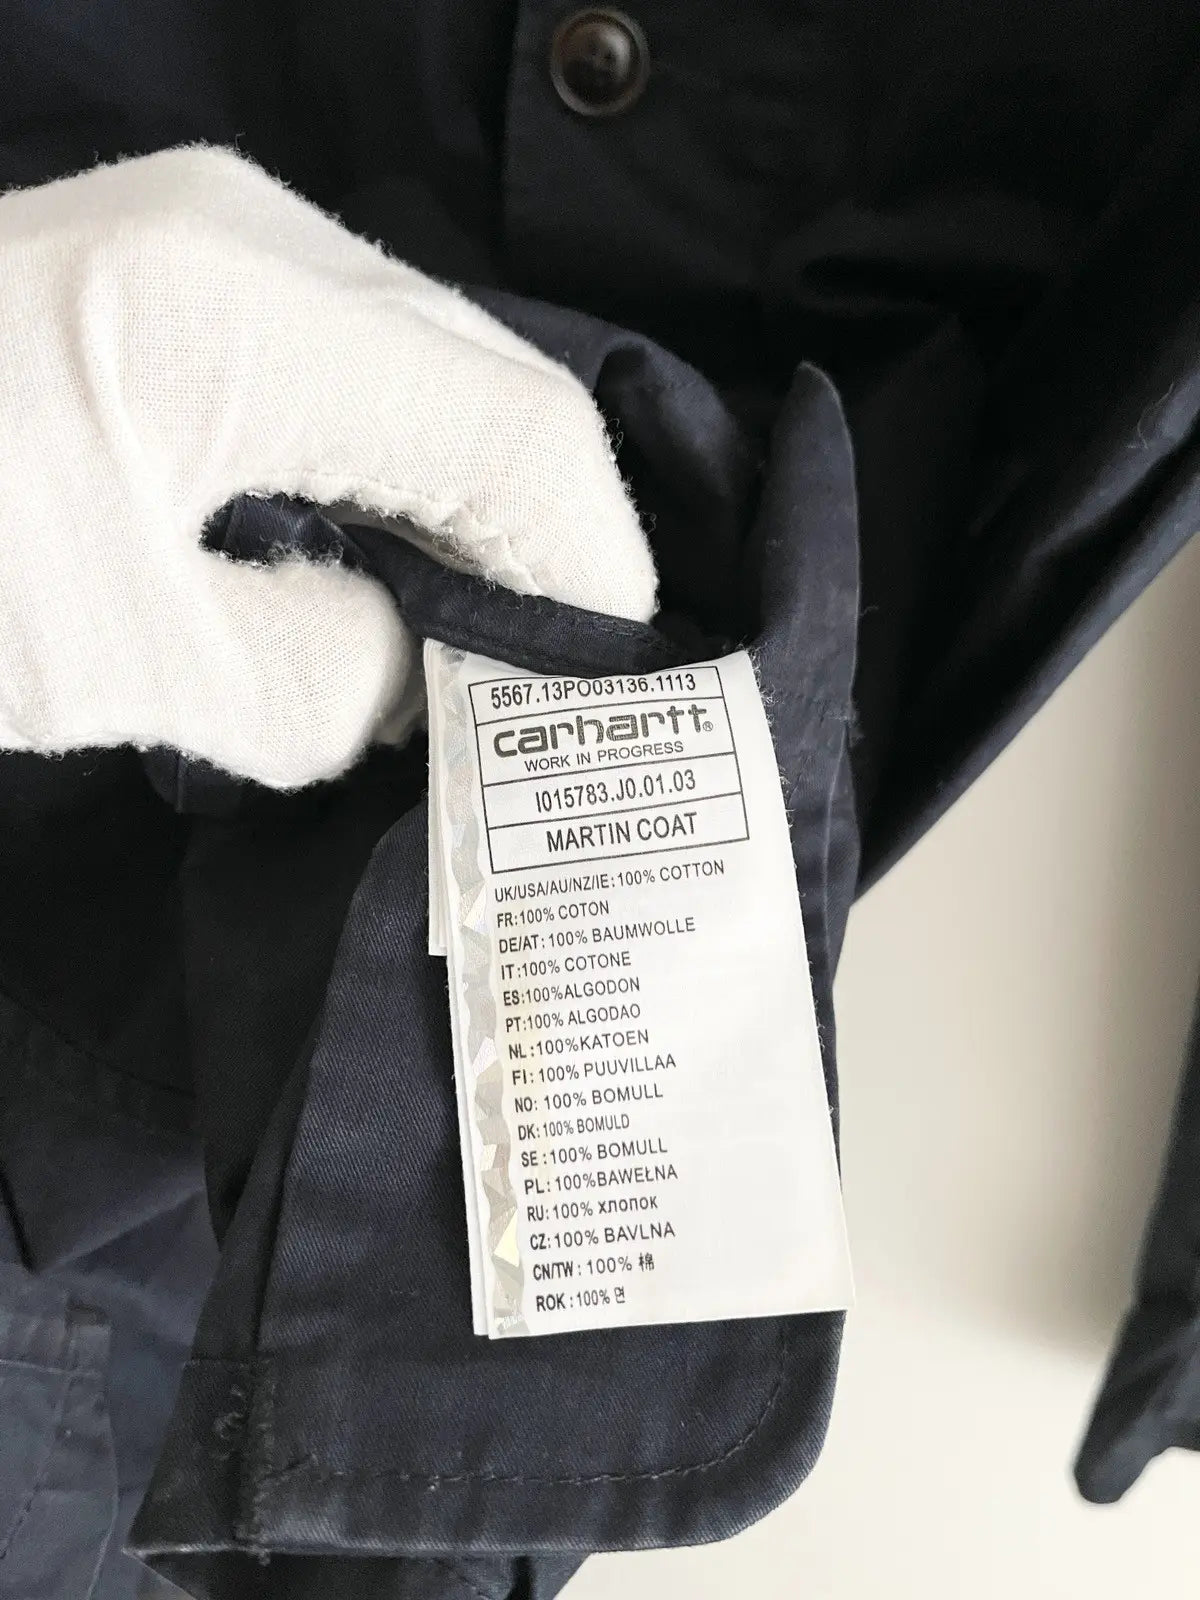 5567.13PO03136.1113
carhartt®
WORK IN PROGRESS
I015783.J0.01.03
MARTIN COAT
UK/USA/AU/NZ/IE:100% COTTON
FR:100% COTON
DE/AT:100% BAUMWOLLE
IT:100% COTONE
ES:100%ALGODON
PT:100% ALGODAO
NL:100%KATOEN
FI:100% PUUVILLAA
NO: 100% BOMULL
DK:100% BOMULD
SE:100% BOMULL
PL:100%BAWEŁNA
RU:100% хлопок
CZ:100% BAVLNA
CN/TW:100% 棉
ROK:100% 면